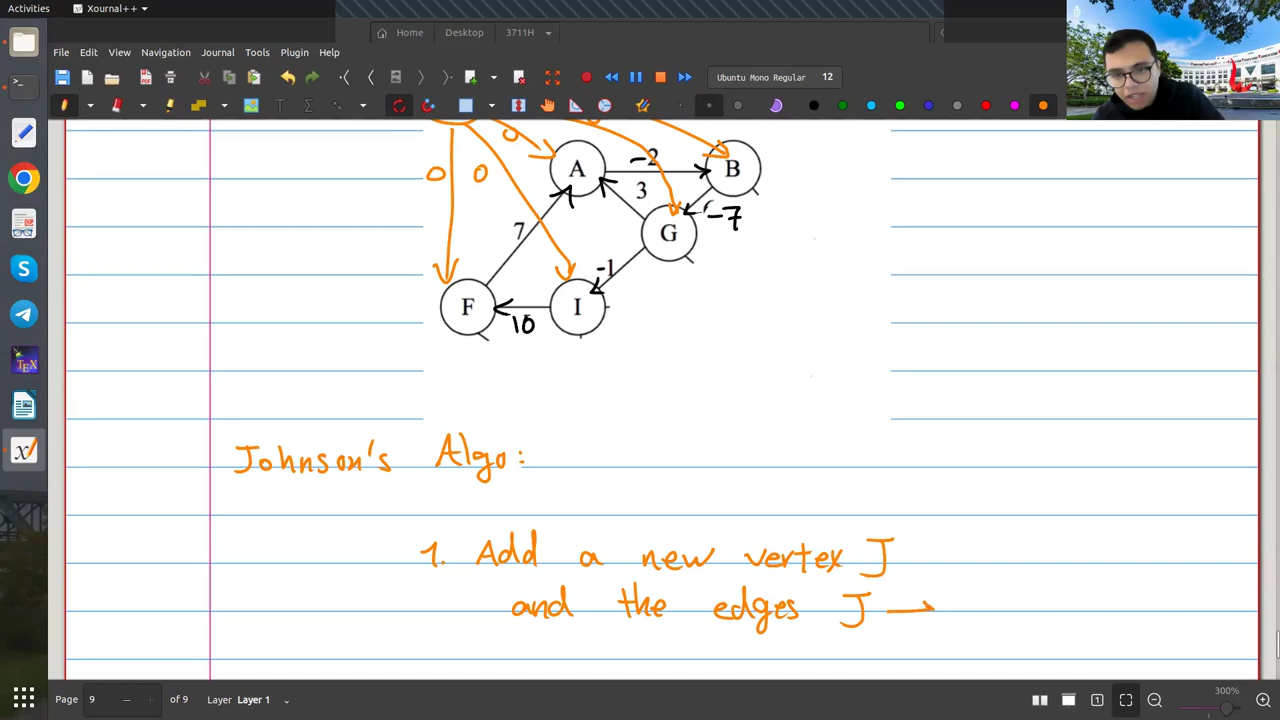 Activities Xournal++
Home Desktop 3711H
File Edit View Navigation Journal Tools Plugin Help
Ubuntu Mono Regular 12
0 0
A -2 B
0 0 3 -7
G
7 -1
F 10 I
Johnson's Algo:
1. Add a new vertex J
and the edges J →
Page 9 of 9 Layer Layer 1 300%